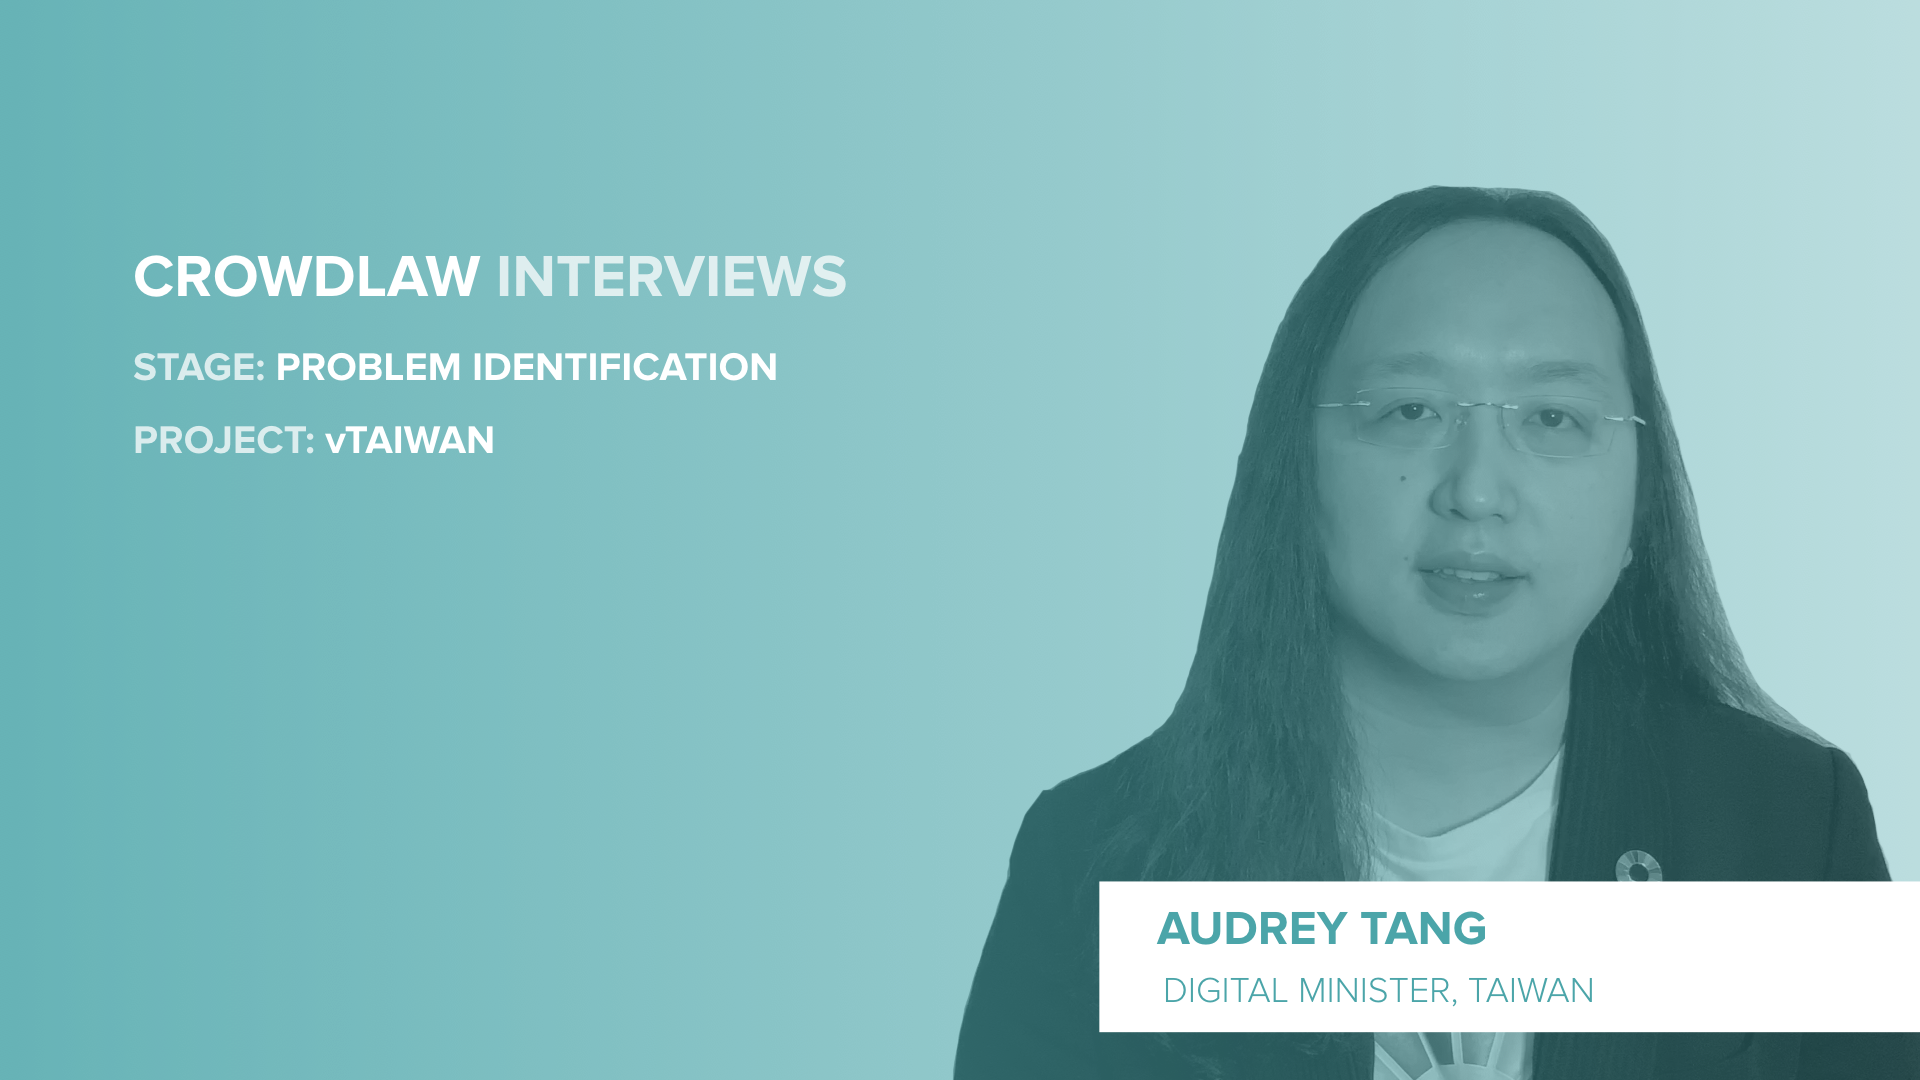 CROWDLAW INTERVIEWS
STAGE: PROBLEM IDENTIFICATION
PROJECT: vTAIWAN
AUDREY TANG
DIGITAL MINISTER, TAIWAN